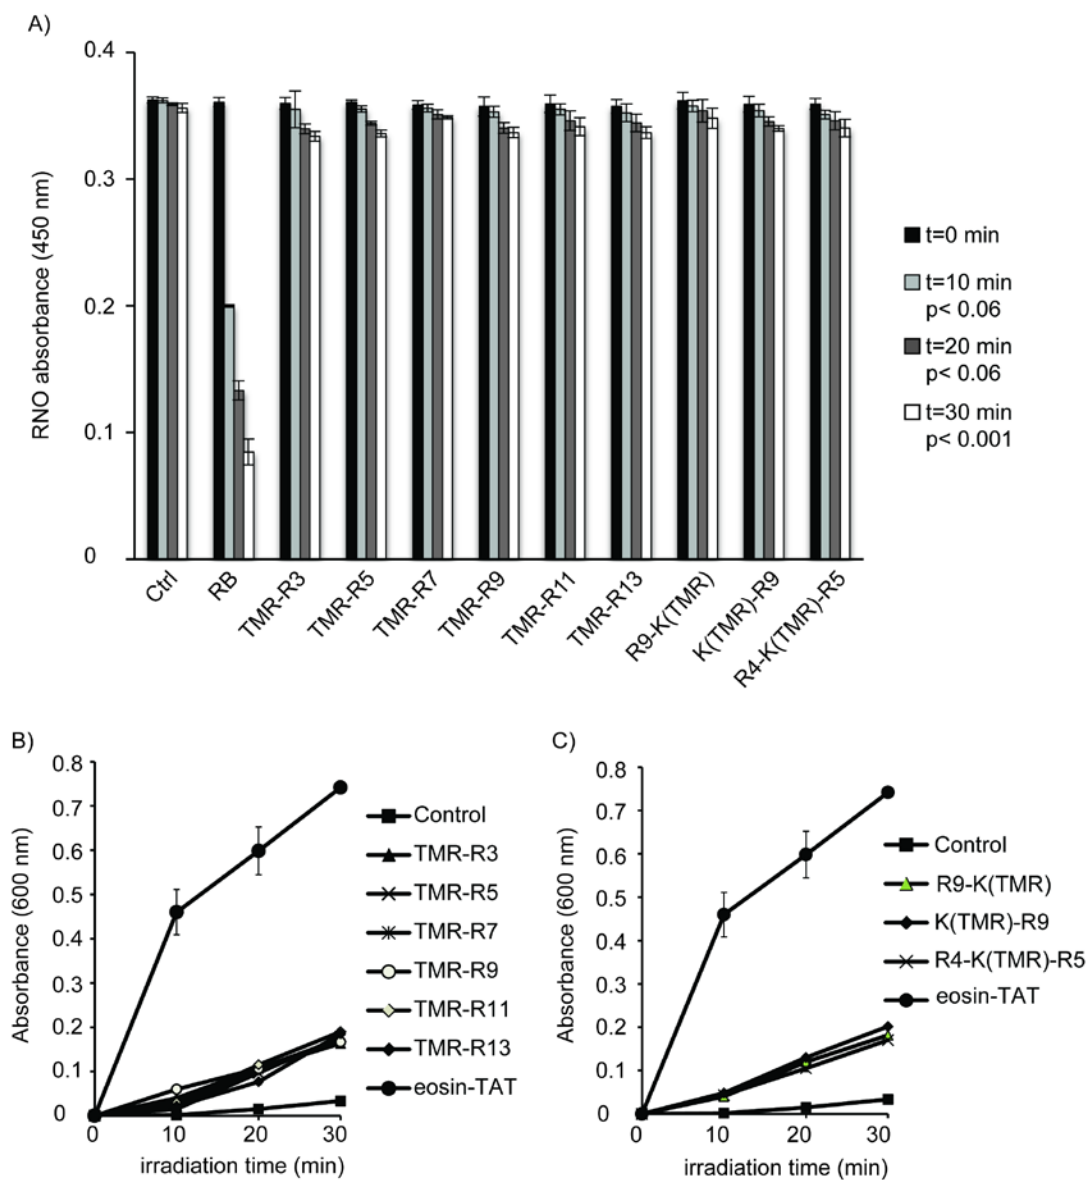 A)
0.4
0.3
0.2
0.1
0
RNO absorbance (450 nm)
t=0 min
t=10 min
p< 0.06
t=20 min
p< 0.06
t=30 min
p< 0.001
Ctrl
RB
TMR-R3
TMR-R5
TMR-R7
TMR-R9
TMR-R11
TMR-R13
R9-K(TMR)
K(TMR)-R9
R4-K(TMR)-R5
B)
0.8
0.7
0.6
0.5
0.4
0.3
0.2
0.1
0
Absorbance (600 nm)
0 10 20 30
irradiation time (min)
Control
TMR-R3
TMR-R5
TMR-R7
TMR-R9
TMR-R11
TMR-R13
eosin-TAT
C)
0.8
0.7
0.6
0.5
0.4
0.3
0.2
0.1
0
Absorbance (600 nm)
0 10 20 30
irradiation time (min)
Control
R9-K(TMR)
K(TMR)-R9
R4-K(TMR)-R5
eosin-TAT